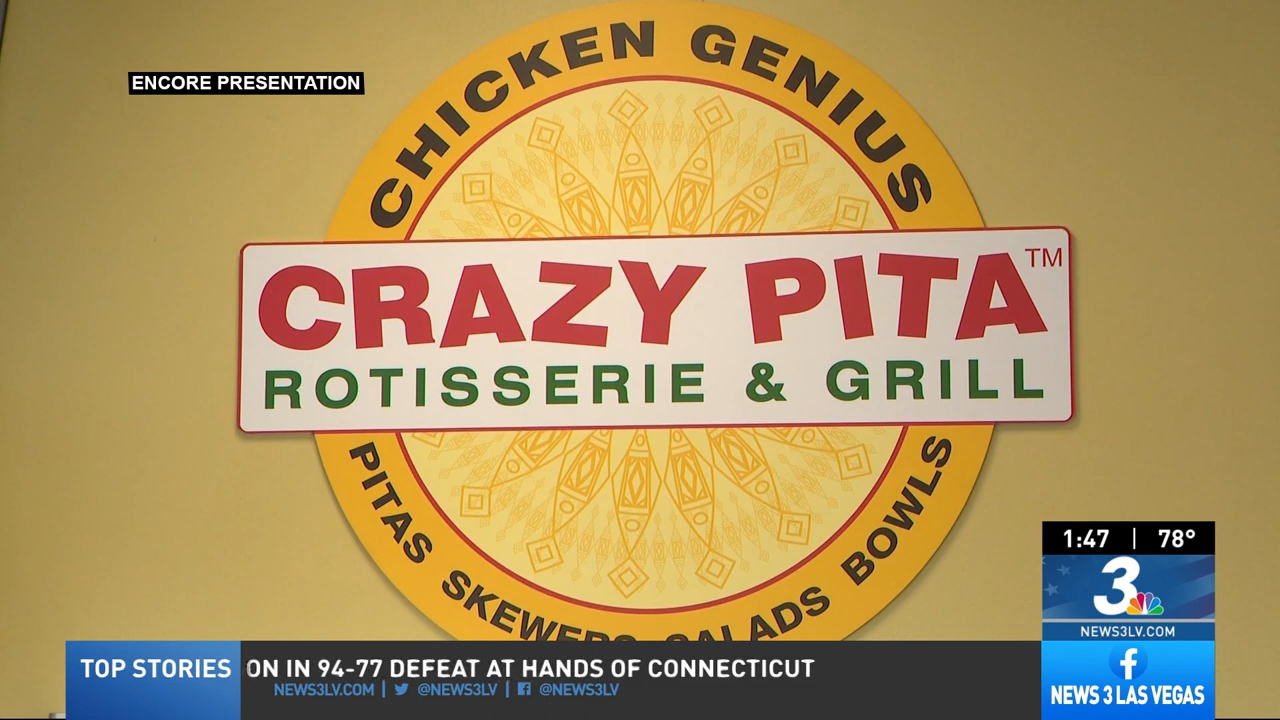 ENCORE PRESENTATION
CHICKEN GENIUS
CRAZY PITA™
ROTISSERIE & GRILL
PITAS SKEWERS SALADS BOWLS
1:47 | 78°
3
NEWS3LV.COM
NEWS 3 LAS VEGAS
TOP STORIES
ON IN 94-77 DEFEAT AT HANDS OF CONNECTICUT
NEWS3LV.COM | @NEWS3LV | @NEWS3LV